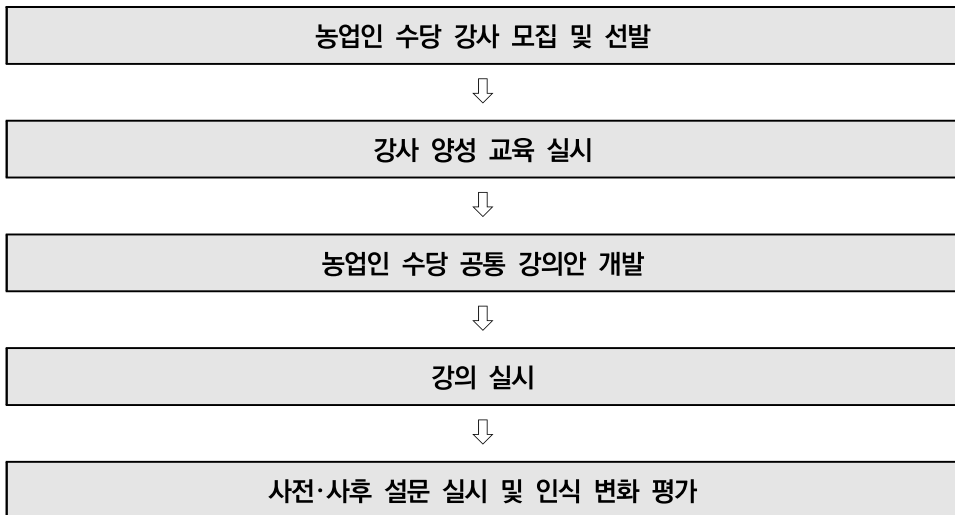 농업인 수당 강사 모집 및 선발
⇩
강사 양성 교육 실시
⇩
농업인 수당 공통 강의안 개발
⇩
강의 실시
⇩
사전·사후 설문 실시 및 인식 변화 평가